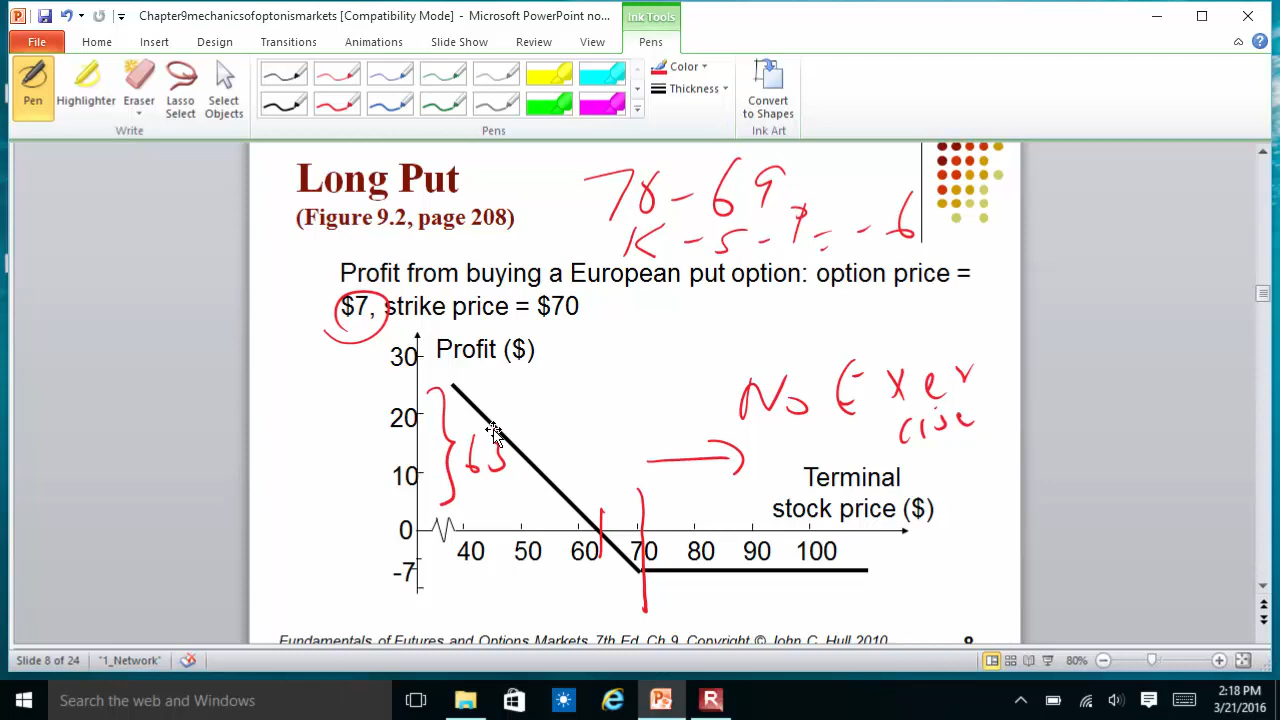 Chapter9mechanicsofoptonismarkets [Compatibility Mode] - Microsoft PowerPoint no...
Ink Tools
File Home Insert Design Transitions Animations Slide Show Review View Pens
Pen Highlighter Eraser Lasso Select Select Objects
Color
Thickness
Convert to Shapes
Write Pens Ink Art
Long Put
(Figure 9.2, page 208)
70 - 69
K - S - P = - 6
Profit from buying a European put option: option price =
$7, strike price = $70
Profit ($)
30
20
10
0
-7
63
No Exer
cise
Terminal
stock price ($)
40 50 60 70 80 90 100
Fundamentals of Futures and Options Markets, 7th Ed, Ch 9, Copyright © John C. Hull 2010
8
Slide 8 of 24 "1_Network" 80%
Search the web and Windows
2:18 PM
3/21/2016